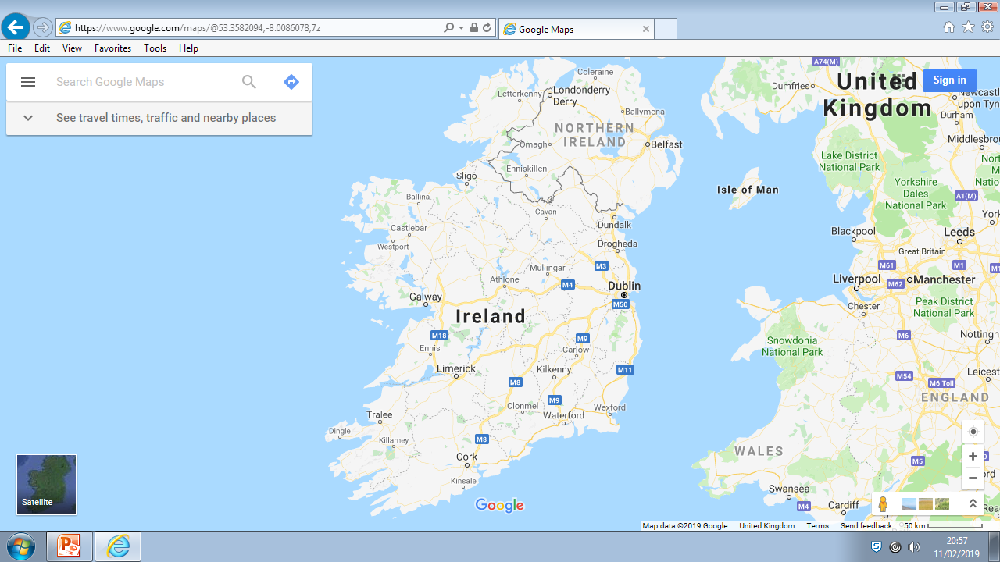 https://www.google.com/maps/@53.3582094,-8.0086078,7z
Google Maps
File Edit View Favorites Tools Help
Search Google Maps
See travel times, traffic and nearby places
Sign in
United
Kingdom
A74(M)
Dumfries
Newcastl
upon Tyn
Durham
Middlesbro
Coleraine
Letterkenny
Londonderry
Derry
Ballymena
NORTHERN
IRELAND
Omagh
Belfast
Enniskillen
Sligo
Lake District
National Park
Nort
Yorkshire
Dales
National Park
A1(M)
Isle of Man
Ballina
Cavan
Castlebar
Dundalk
Westport
Drogheda
Blackpool
Leeds
York
Great Britain
M61
M1
Mullingar
M3
Athlone
M4
Dublin
M50
Liverpool
Manchester
M62
Galway
Chester
Peak District
National Park
Ireland
M18
M9
M6
Ennis
Carlow
Snowdonia
National Park
Nottingh
Limerick
Kilkenny
M11
M8
M54
M6 Toll
Leicest
M9
Clonmel
Wexford
ENGLAND
Tralee
Waterford
Dingle
Killarney
M8
Cork
WALES
M5
Kinsale
Swansea
M4
Cardiff
Rea
Satellite
Google
Map data ©2019 Google United Kingdom Terms Send feedback 50 km
20:57
11/02/2019